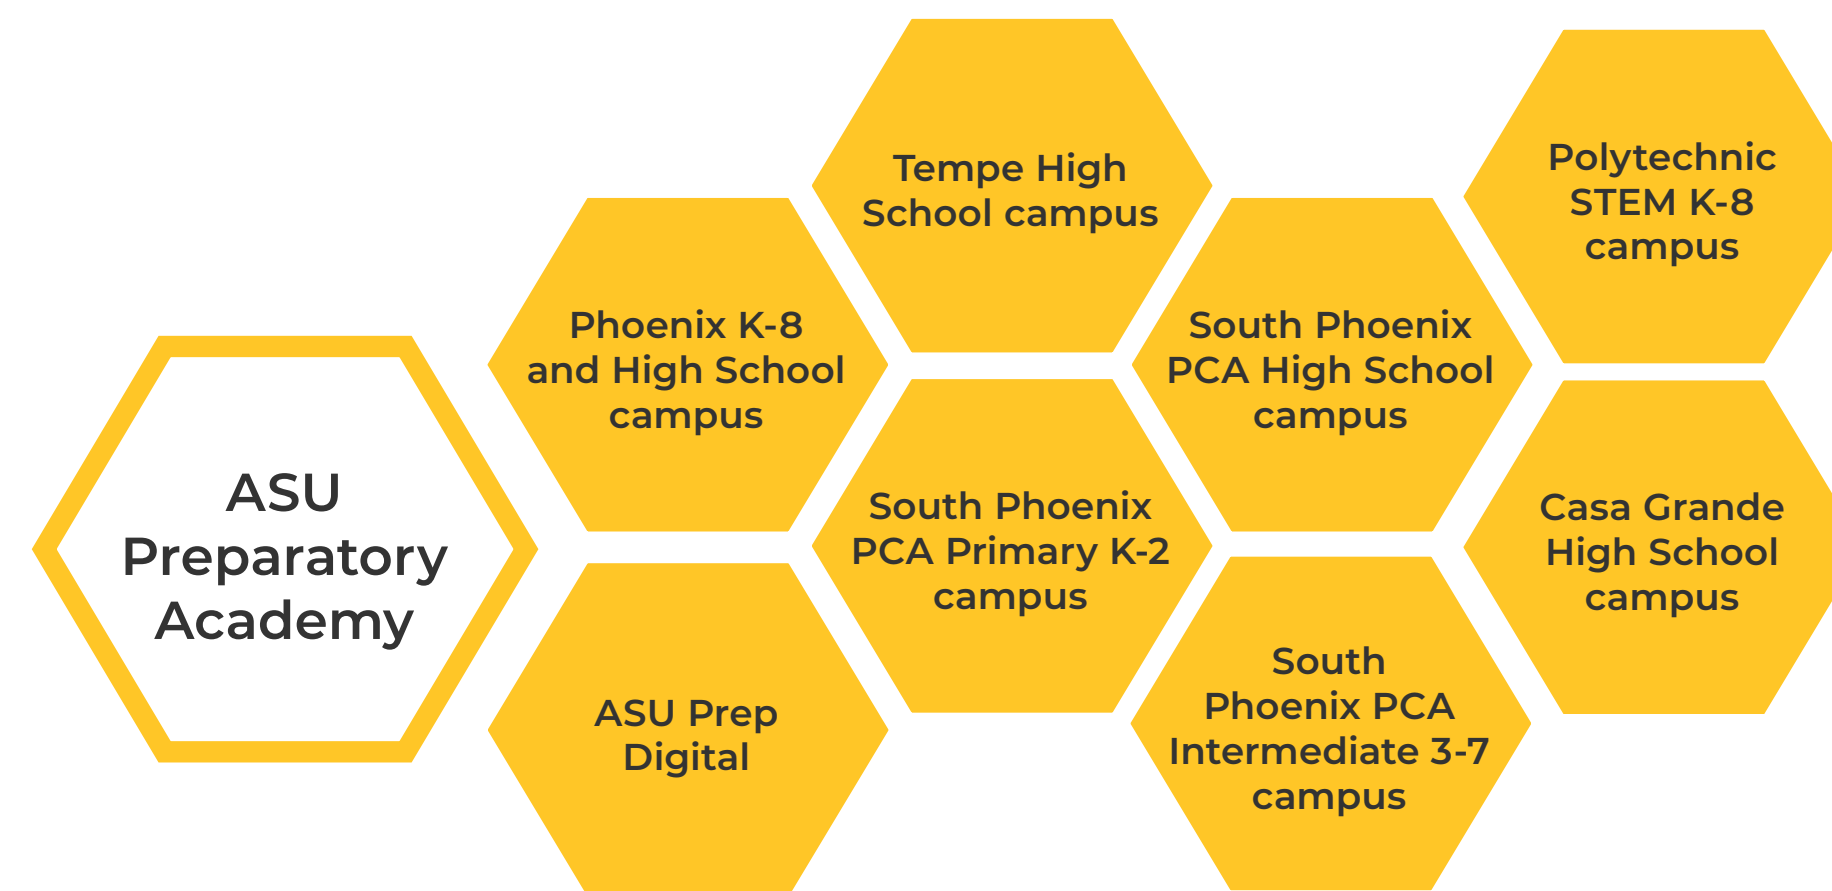 ASU
Preparatory
Academy
Phoenix K-8
and High School
campus
ASU Prep
Digital
Tempe High
School campus
South Phoenix
PCA Primary K-2
campus
South Phoenix
PCA High School
campus
South
Phoenix PCA
Intermediate 3-7
campus
Polytechnic
STEM K-8
campus
Casa Grande
High School
campus